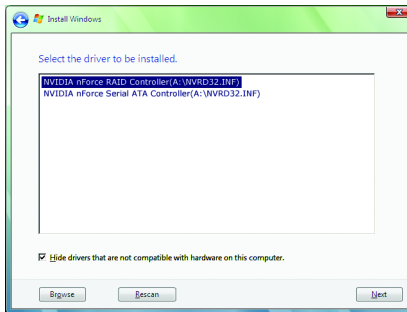 Install Windows
Select the driver to be installed.
NVIDIA nForce RAID Controller(A:\NVRD32.INF)
NVIDIA nForce Serial ATA Controller(A:\NVRD32.INF)
Hide drivers that are not compatible with hardware on this computer.
Browse
Rescan
Next